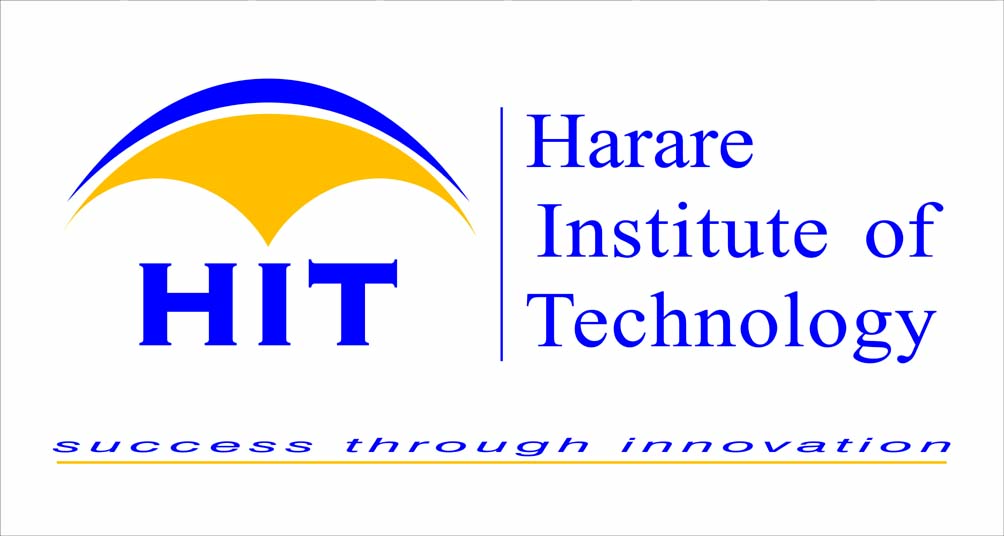 HIT
Harare
Institute of
Technology
success through innovation